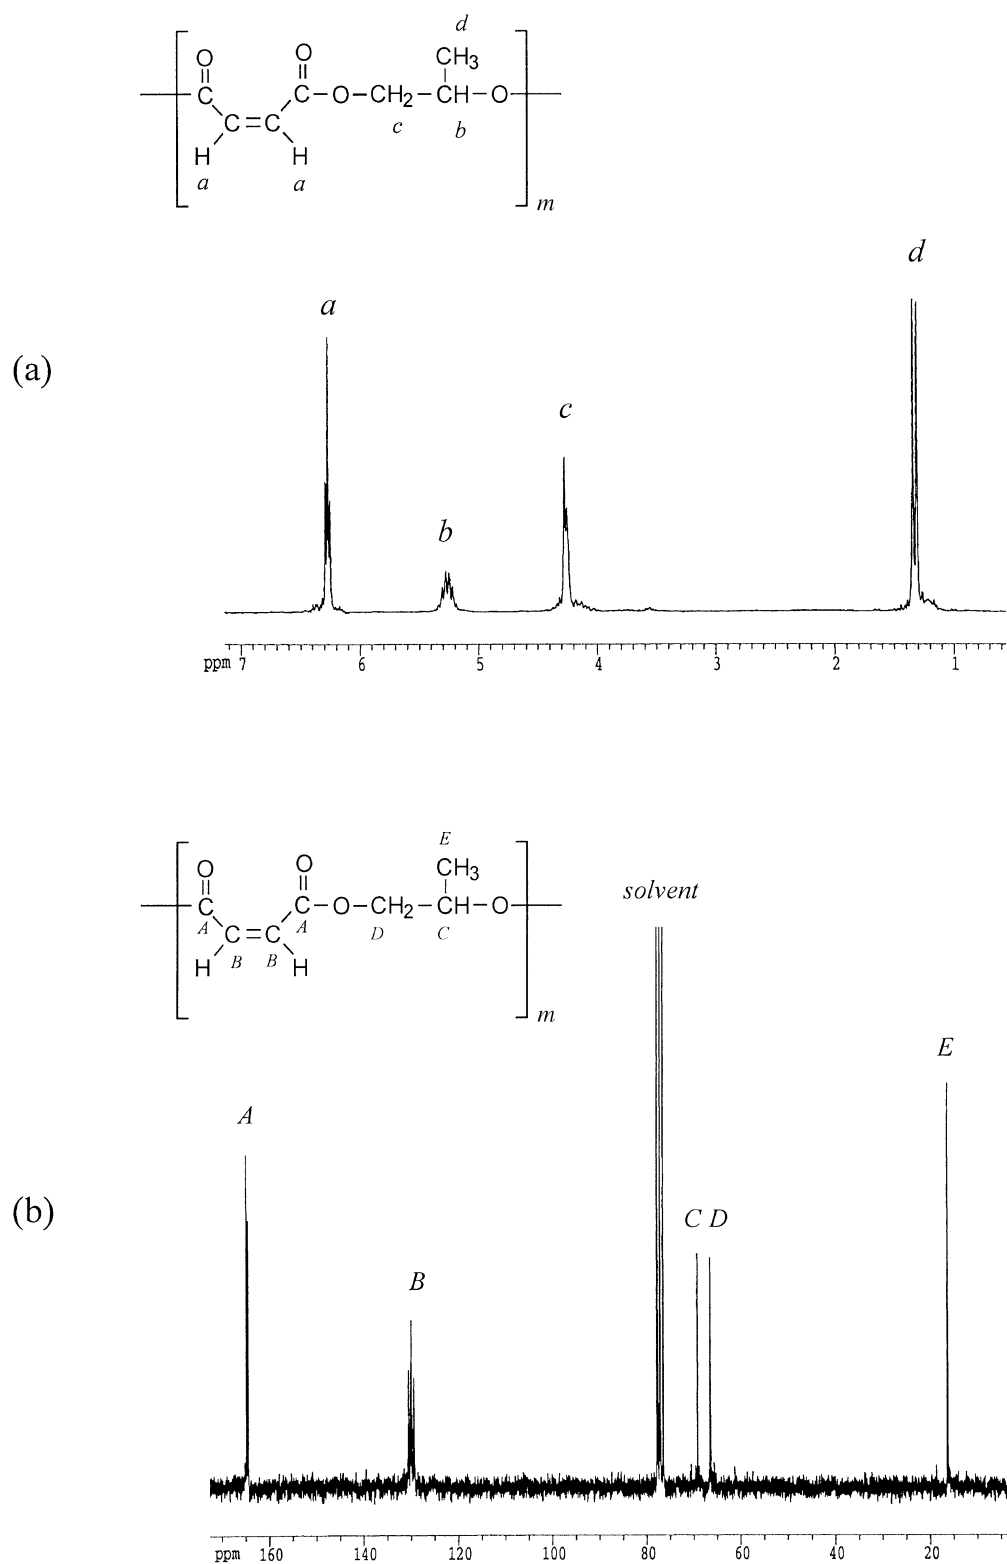 d
O O CH3
C C—O—CH2—CH—O
c b
C=C
H H
a a
m
d
a
(a)
c
b
ppm 7 6 5 4 3 2 1
E
O O CH3
solvent
C C—O—CH2—CH—O
A A D C
C=C
H B B H
m
E
A
(b)
C D
B
ppm 160 140 120 100 80 60 40 20